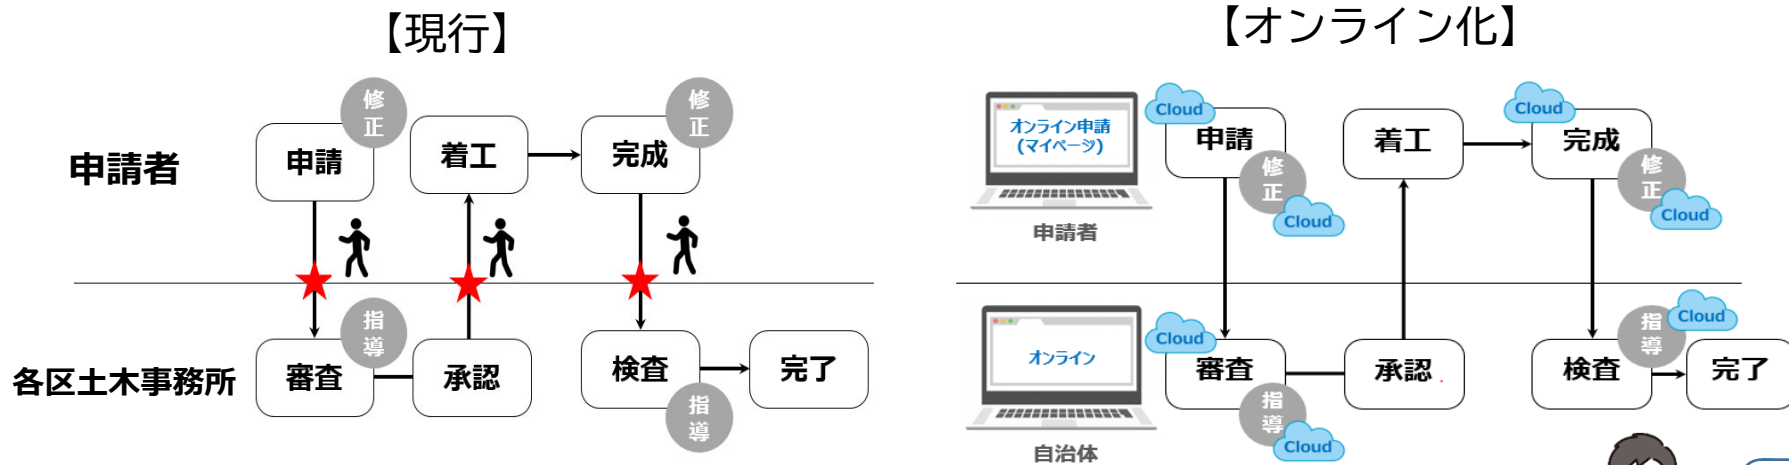 【現行】
申請者
申請
修正
着工
完成
修正
各区土木事務所
審査
指導
承認
検査
指導
完了
【オンライン化】
オンライン申請
(マイページ)
申請者
Cloud
申請
修正
Cloud
着工
Cloud
完成
修正
Cloud
オンライン
自治体
Cloud
審査
指導
Cloud
承認
検査
指導
Cloud
完了